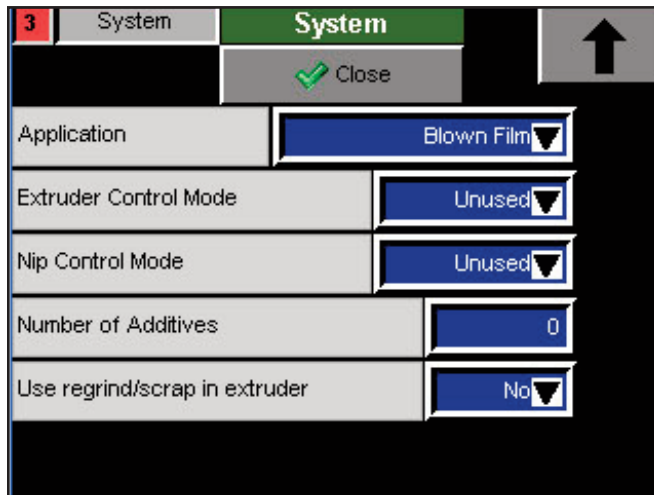 3 System System
Close
Application Blown Film
Extruder Control Mode Unused
Nip Control Mode Unused
Number of Additives 0
Use regrind/scrap in extruder No